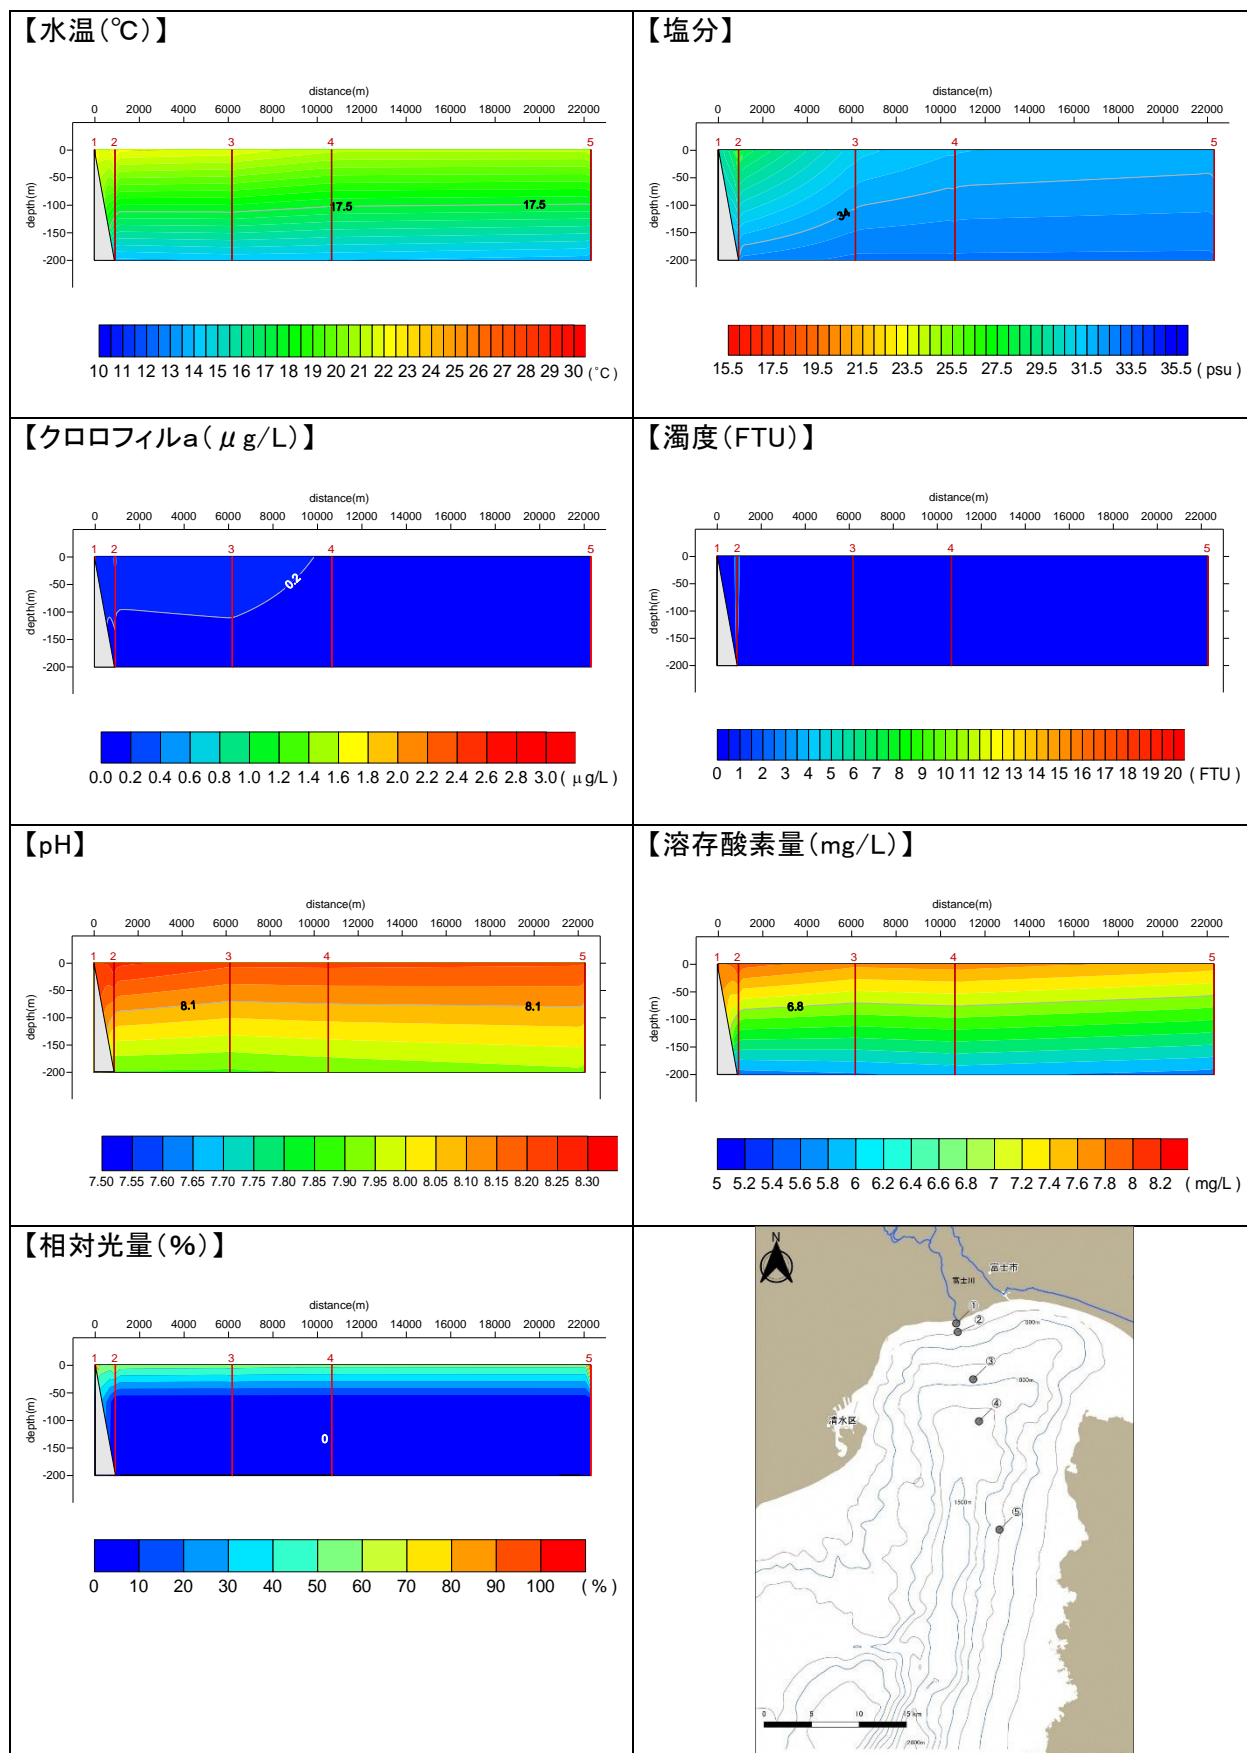 【水温(℃)】
distance(m)
0 2000 4000 6000 8000 10000 12000 14000 16000 18000 20000 22000
1 2 3 4 5
0
-50
-100
-150
-200
depth(m)
17.5 17.5
10 11 12 13 14 15 16 17 18 19 20 21 22 23 24 25 26 27 28 29 30 (℃)
【塩分】
distance(m)
0 2000 4000 6000 8000 10000 12000 14000 16000 18000 20000 22000
1 2 3 4 5
0
-50
-100
-150
-200
depth(m)
34
15.5 17.5 19.5 21.5 23.5 25.5 27.5 29.5 31.5 33.5 35.5 (psu)
【クロロフィルa(μg/L)】
distance(m)
0 2000 4000 6000 8000 10000 12000 14000 16000 18000 20000 22000
1 2 3 4 5
0
-50
-100
-150
-200
depth(m)
0.2
0.0 0.2 0.4 0.6 0.8 1.0 1.2 1.4 1.6 1.8 2.0 2.2 2.4 2.6 2.8 3.0 (μg/L)
【濁度(FTU)】
distance(m)
0 2000 4000 6000 8000 10000 12000 14000 16000 18000 20000 22000
1 2 3 4 5
0
-50
-100
-150
-200
depth(m)
0 1 2 3 4 5 6 7 8 9 10 11 12 13 14 15 16 17 18 19 20 (FTU)
【pH】
distance(m)
0 2000 4000 6000 8000 10000 12000 14000 16000 18000 20000 22000
1 2 3 4 5
0
-50
-100
-150
-200
depth(m)
8.1 8.1
7.50 7.55 7.60 7.65 7.70 7.75 7.80 7.85 7.90 7.95 8.00 8.05 8.10 8.15 8.20 8.25 8.30
【溶存酸素量(mg/L)】
distance(m)
0 2000 4000 6000 8000 10000 12000 14000 16000 18000 20000 22000
1 2 3 4 5
0
-50
-100
-150
-200
depth(m)
6.8
5 5.2 5.4 5.6 5.8 6 6.2 6.4 6.6 6.8 7 7.2 7.4 7.6 7.8 8 8.2 (mg/L)
【相対光量(%)】
distance(m)
0 2000 4000 6000 8000 10000 12000 14000 16000 18000 20000 22000
1 2 3 4 5
0
-50
-100
-150
-200
depth(m)
0
0 10 20 30 40 50 60 70 80 90 100 (%)
N
富士市
富士川
①
②
③
④
清水区
1500m
⑤
0 5 10 15 km